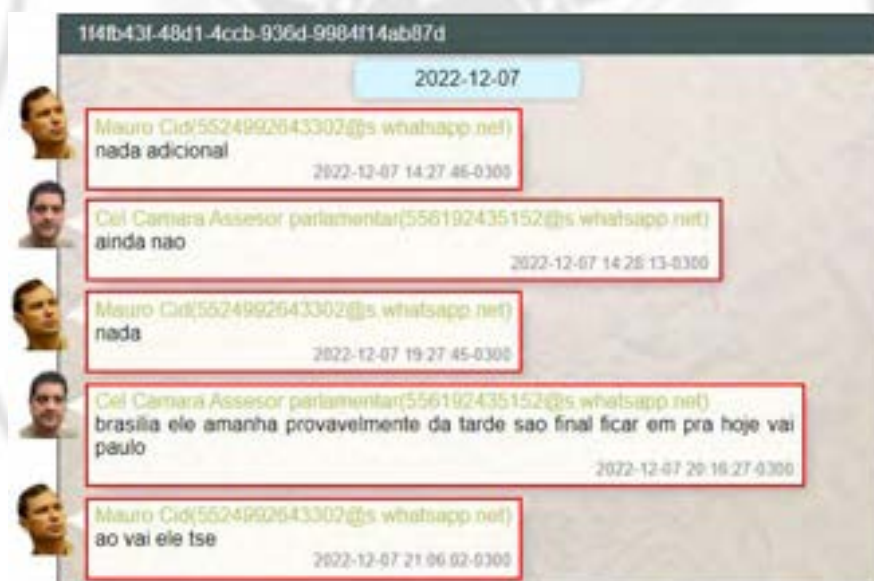 1f4fb43f-48d1-4ccb-936d-9984f14ab87d
2022-12-07
Mauro Cid(5524992643302@s.whatsapp.net)
nada adicional
2022-12-07 14:27:46-0300
Cel Camara Assesor parlamentar(556192435152@s.whatsapp.net)
ainda nao
2022-12-07 14:28:13-0300
Mauro Cid(5524992643302@s.whatsapp.net)
nada
2022-12-07 19:27:45-0300
Cel Camara Assesor parlamentar(556192435152@s.whatsapp.net)
brasilia ele amanha provavelmente da tarde sao final ficar em pra hoje vai
paulo
2022-12-07 20:16:27-0300
Mauro Cid(5524992643302@s.whatsapp.net)
ao vai ele tse
2022-12-07 21:06:02-0300